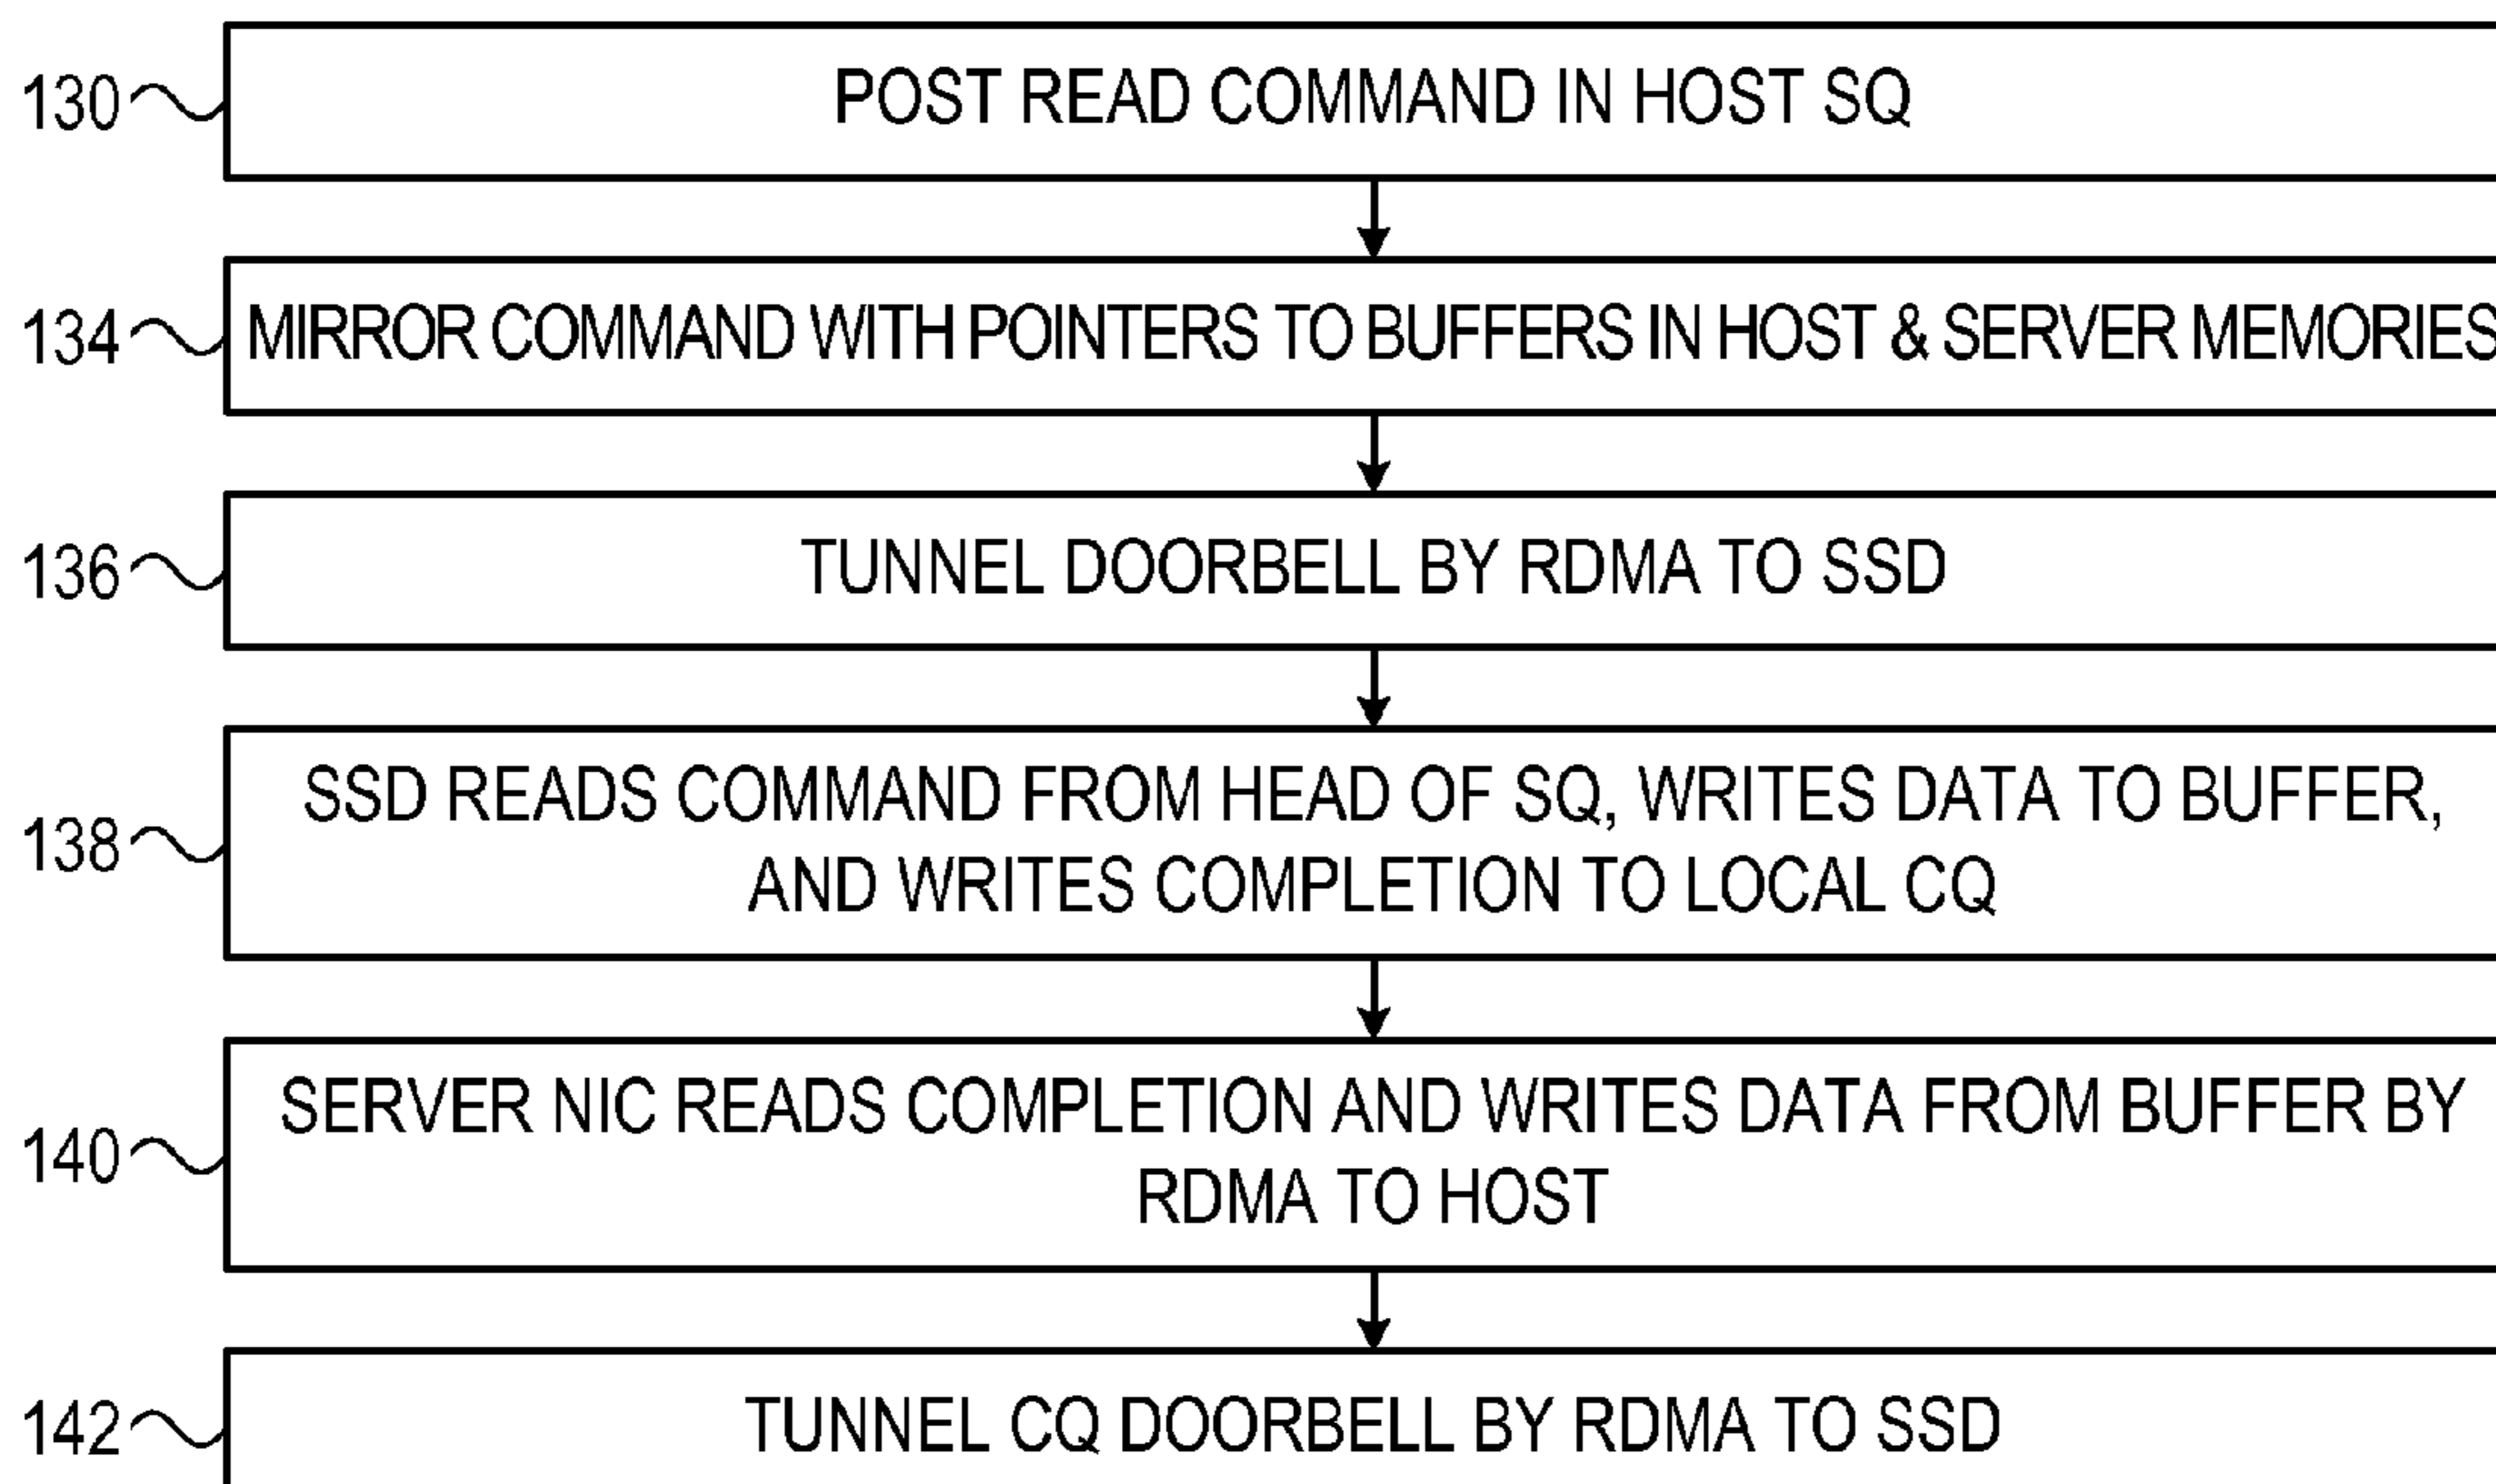 130 POST READ COMMAND IN HOST SQ
134 MIRROR COMMAND WITH POINTERS TO BUFFERS IN HOST & SERVER MEMORIES
136 TUNNEL DOORBELL BY RDMA TO SSD
138 SSD READS COMMAND FROM HEAD OF SQ, WRITES DATA TO BUFFER,
AND WRITES COMPLETION TO LOCAL CQ
140 SERVER NIC READS COMPLETION AND WRITES DATA FROM BUFFER BY
RDMA TO HOST
142 TUNNEL CQ DOORBELL BY RDMA TO SSD